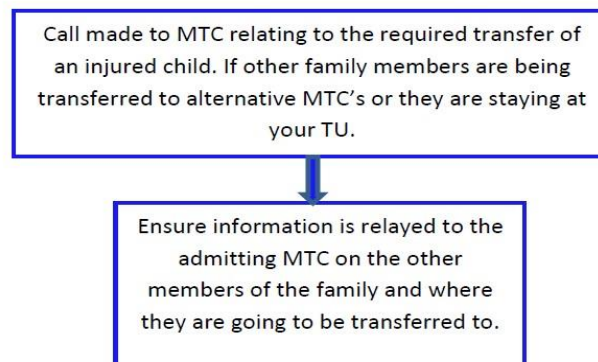 Call made to MTC relating to the required transfer of
an injured child. If other family members are being
transferred to alternative MTC’s or they are staying at
your TU.
Ensure information is relayed to the
admitting MTC on the other
members of the family and where
they are going to be transferred to.